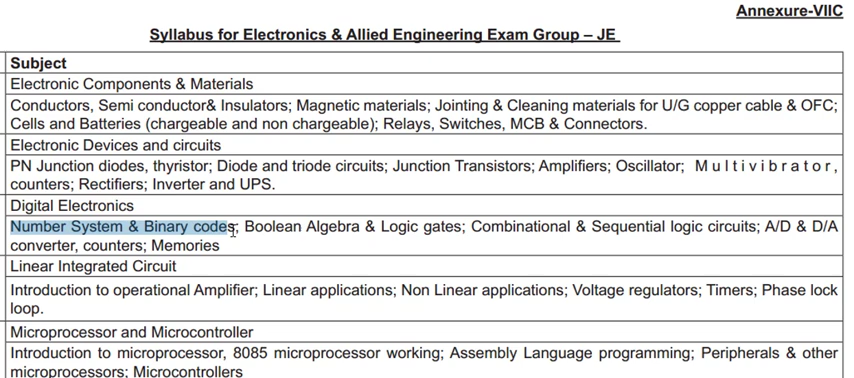 Annexure-VIIC
Syllabus for Electronics & Allied Engineering Exam Group – JE
Subject
Electronic Components & Materials
Conductors, Semi conductor& Insulators; Magnetic materials; Jointing & Cleaning materials for U/G copper cable & OFC;
Cells and Batteries (chargeable and non chargeable); Relays, Switches, MCB & Connectors.
Electronic Devices and circuits
PN Junction diodes, thyristor; Diode and triode circuits; Junction Transistors; Amplifiers; Oscillator; M u l t i v i b r a t o r ,
counters; Rectifiers; Inverter and UPS.
Digital Electronics
Number System & Binary codes; Boolean Algebra & Logic gates; Combinational & Sequential logic circuits; A/D & D/A
converter, counters; Memories
Linear Integrated Circuit
Introduction to operational Amplifier; Linear applications; Non Linear applications; Voltage regulators; Timers; Phase lock
loop.
Microprocessor and Microcontroller
Introduction to microprocessor, 8085 microprocessor working; Assembly Language programming; Peripherals & other
microprocessors; Microcontrollers